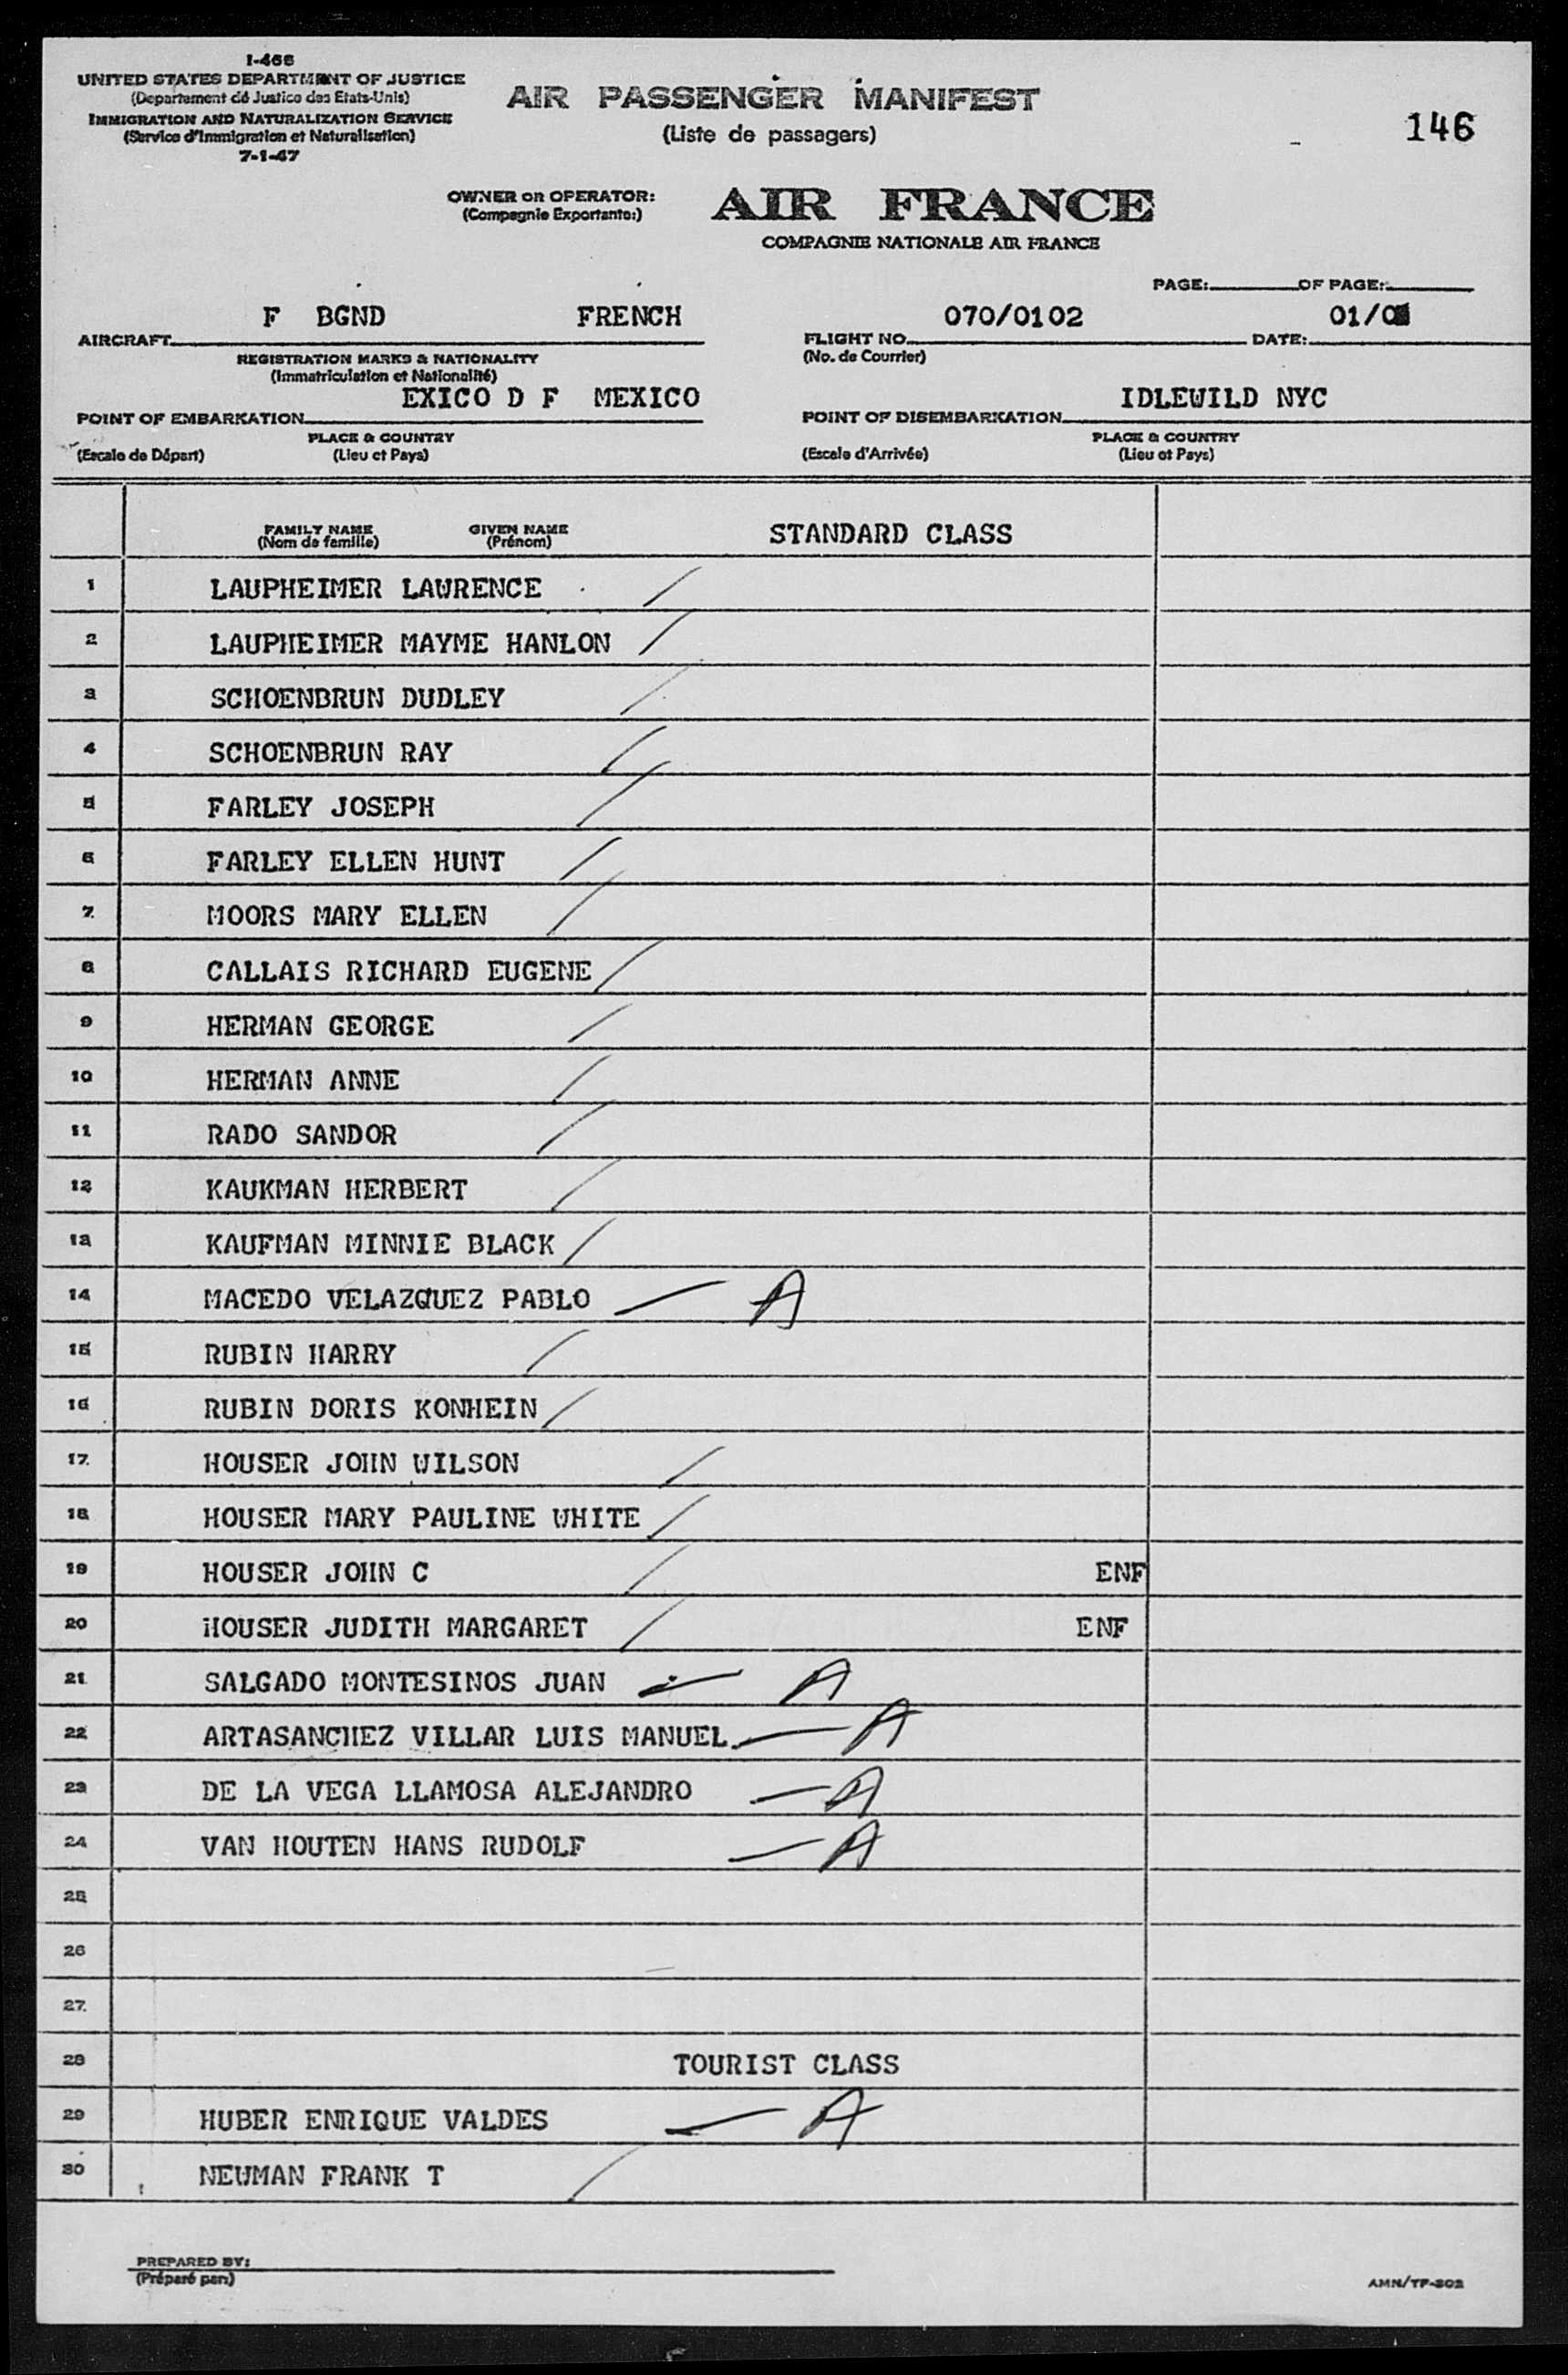 I-466
UNITED STATES DEPARTMENT OF JUSTICE
(Departement dé Justice des Etats-Unis)
IMMIGRATION AND NATURALIZATION SERVICE
(Service d'Immigration et Naturalisation)
7-1-47
AIR PASSENGER MANIFEST
(Liste de passagers)
146
OWNER OR OPERATOR:
(Compagnie Exportante:)
AIR FRANCE
COMPAGNIE NATIONALE AIR FRANCE
PAGE: OF PAGE:
F BGND FRENCH 070/0102 01/0
AIRCRAFT FLIGHT NO. DATE:
REGISTRATION MARKS & NATIONALITY (No. de Courrier)
(Immatriculation et Nationalité)
EXICO D F MEXICO IDLEWILD NYC
POINT OF EMBARKATION POINT OF DISEMBARKATION
PLACE & COUNTRY PLACE & COUNTRY
(Escale de Départ) (Lieu et Pays) (Escale d'Arrivée) (Lieu et Pays)
FAMILY NAME GIVEN NAME STANDARD CLASS
(Nom de famille) (Prénom)
1 LAUPHEIMER LAWRENCE
2 LAUPHEIMER MAYME HANLON
3 SCHOENBRUN DUDLEY
4 SCHOENBRUN RAY
5 FARLEY JOSEPH
6 FARLEY ELLEN HUNT
7 MOORS MARY ELLEN
8 CALLAIS RICHARD EUGENE
9 HERMAN GEORGE
10 HERMAN ANNE
11 RADO SANDOR
12 KAUKMAN HERBERT
13 KAUFMAN MINNIE BLACK
14 MACEDO VELAZQUEZ PABLO A
15 RUBIN HARRY
16 RUBIN DORIS KONHEIN
17 HOUSER JOHN WILSON
18 HOUSER MARY PAULINE WHITE
19 HOUSER JOHN C ENF
20 HOUSER JUDITH MARGARET ENF
21 SALGADO MONTESINOS JUAN A
22 ARTASANCHEZ VILLAR LUIS MANUEL A
23 DE LA VEGA LLAMOSA ALEJANDRO A
24 VAN HOUTEN HANS RUDOLF A
25
26
27
28 TOURIST CLASS
29 HUBER ENRIQUE VALDES A
30 NEWMAN FRANK T
PREPARED BY:
(Préparé par:)
AMN/TF-302